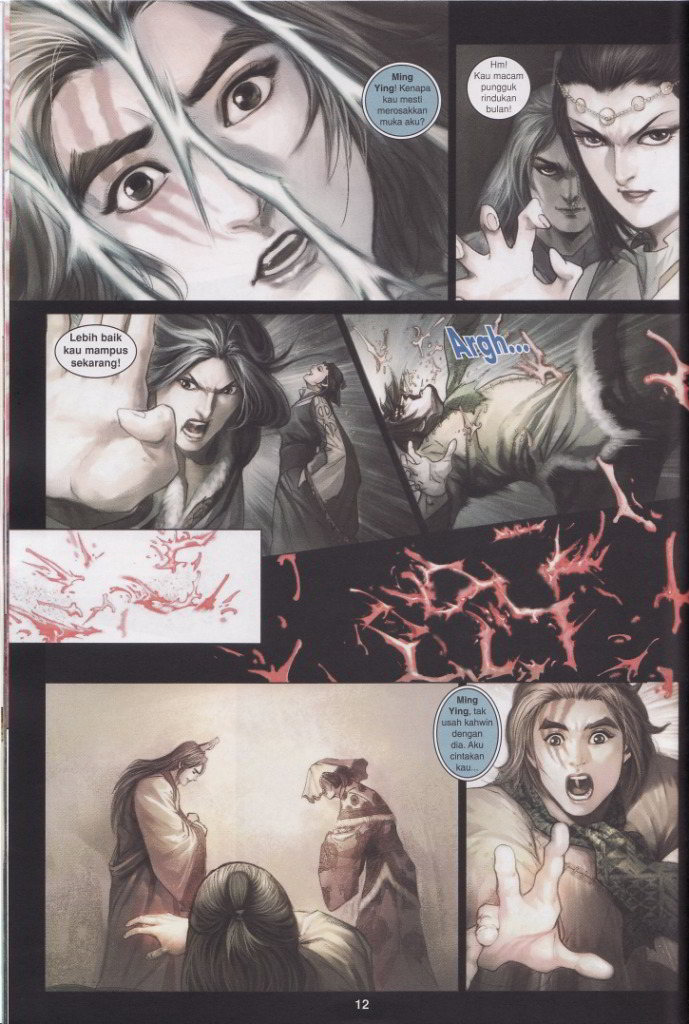 Ming
Ying! Kenapa
kau mesti
merosakkan
muka aku?
Hm!
Kau macam
pungguk
rindukan
bulan!
Lebih baik
kau mampus
sekarang!
Argh...
Ming
Ying, tak
usah kahwin
dengan
dia. Aku
cintakan
kau...
12